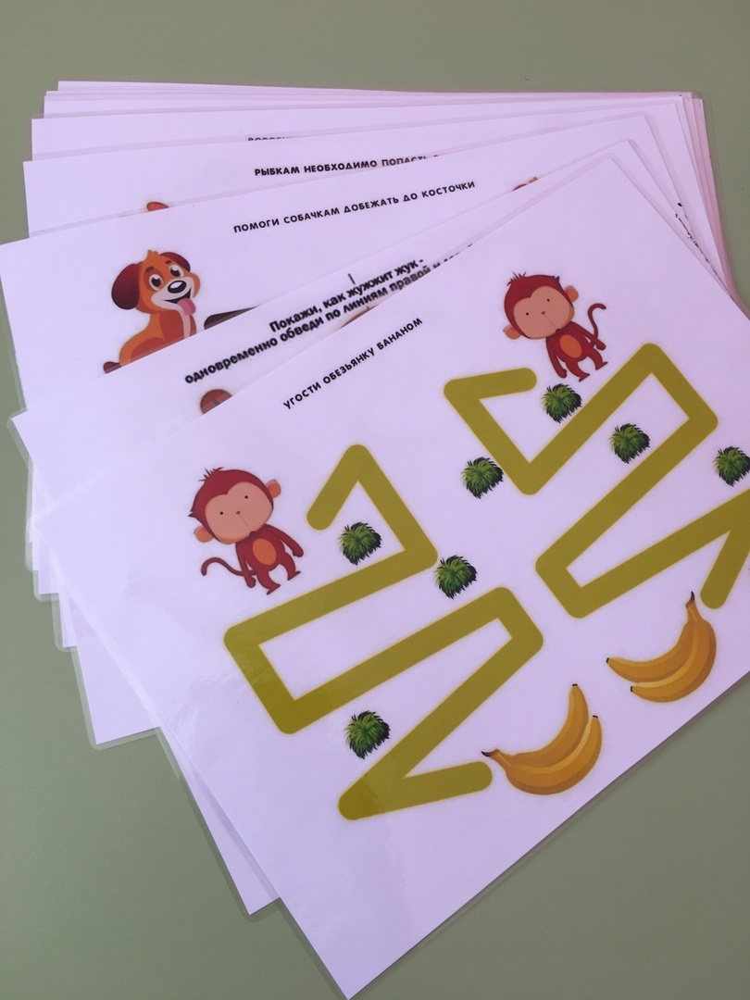 РЫБКАМ НЕОБХОДИМО ПОПАСТЬ
ПОМОГИ СОБАЧКАМ ДОБЕЖАТЬ ДО КОСТОЧКИ
Покажи, как жужжит жук -
одновременно обведи по линиям правой и
УГОСТИ ОБЕЗЬЯНКУ БАНАНОМ